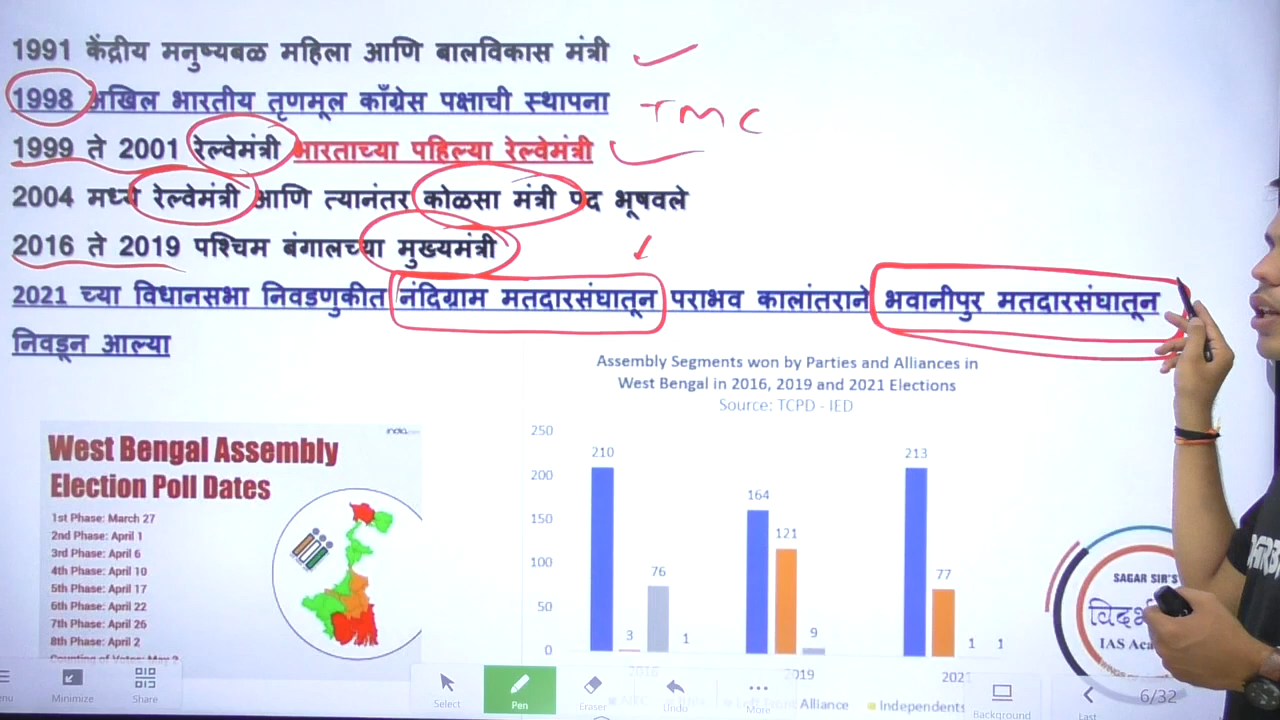 1991 केंद्रीय मनुष्यबळ महिला आणि बालविकास मंत्री
1998 अखिल भारतीय तृणमूल काँग्रेस पक्षाची स्थापना
TMC
1999 ते 2001 रेल्वेमंत्री भारताच्या पहिल्या रेल्वेमंत्री
2004 मध्ये रेल्वेमंत्री आणि त्यानंतर कोळसा मंत्री पद भूषवले
2016 ते 2019 पश्चिम बंगालच्या मुख्यमंत्री
2021 च्या विधानसभा निवडणुकीत नंदिग्राम मतदारसंघातून पराभव कालांतराने भवानीपुर मतदारसंघातून
निवडून आल्या
West Bengal Assembly
Election Poll Dates
1st Phase: March 27
2nd Phase: April 1
3rd Phase: April 6
4th Phase: April 10
5th Phase: April 17
6th Phase: April 22
7th Phase: April 26
8th Phase: April 2
Assembly Segments won by Parties and Alliances in
West Bengal in 2016, 2019 and 2021 Elections
Source: TCPD - IED
250
200
150
100
50
0
210
3
76
1
164
121
9
213
77
1
1
2016
2019
2021
Alliance
Independents
SAGAR SIR'S
IAS
Minimize
Share
Select
Pen
Eraser
Undo
More
Background
Last
6/32